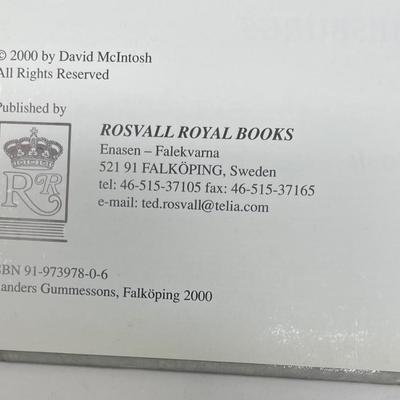 © 2000 by David McIntosh
All Rights Reserved
Published by
RR
ROSVALL ROYAL BOOKS
Enasen – Falekvarna
521 91 FALKÖPING, Sweden
tel: 46-515-37105 fax: 46-515-37165
e-mail: ted.rosvall@telia.com
SBN 91-973978-0-6
anders Gummessons, Falköping 2000